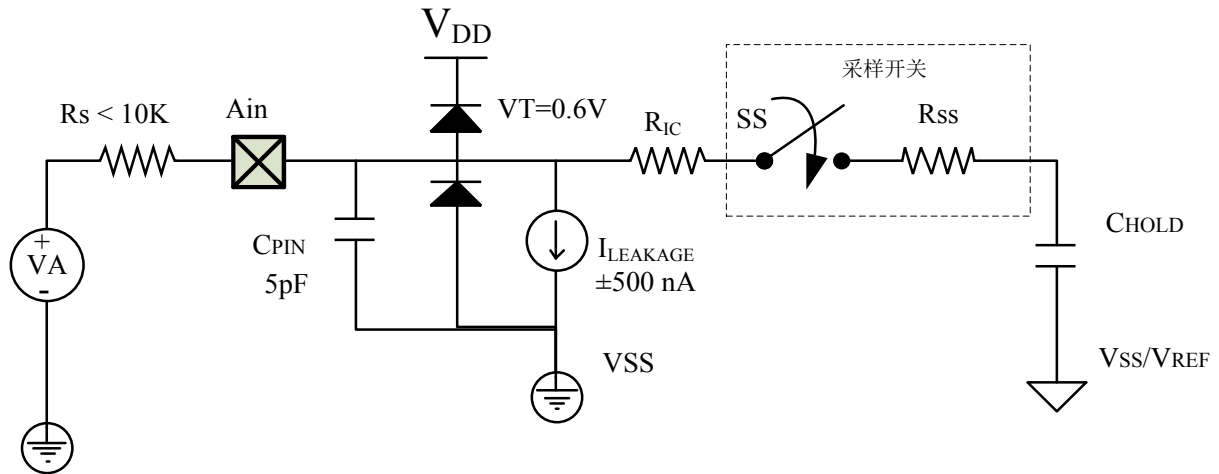 VDD
采样开关
Rs < 10K
Ain
VT=0.6V
RIC
SS
Rss
+
VA
-
CPIN
5pF
ILEAKAGE
±500 nA
CHOLD
VSS
VSS/VREF